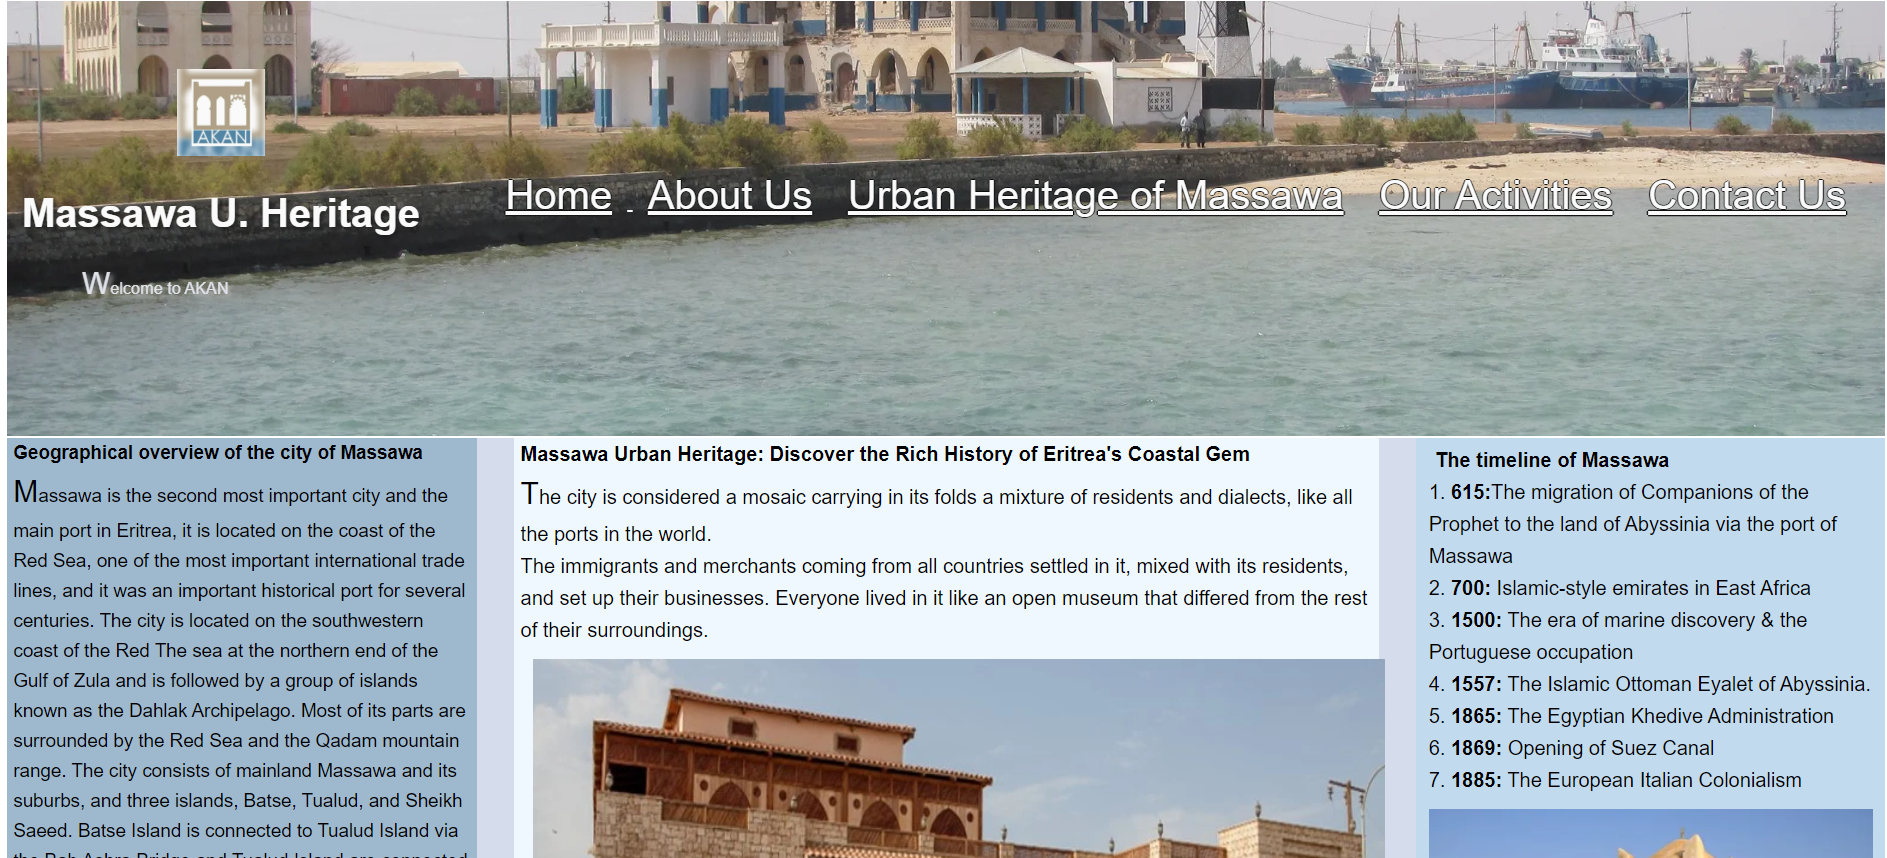 AKAN
Massawa U. Heritage
Home - About Us Urban Heritage of Massawa Our Activities Contact Us
Welcome to AKAN
Geographical overview of the city of Massawa
Massawa is the second most important city and the
main port in Eritrea, it is located on the coast of the
Red Sea, one of the most important international trade
lines, and it was an important historical port for several
centuries. The city is located on the southwestern
coast of the Red The sea at the northern end of the
Gulf of Zula and is followed by a group of islands
known as the Dahlak Archipelago. Most of its parts are
surrounded by the Red Sea and the Qadam mountain
range. The city consists of mainland Massawa and its
suburbs, and three islands, Batse, Tualud, and Sheikh
Saeed. Batse Island is connected to Tualud Island via
Massawa Urban Heritage: Discover the Rich History of Eritrea's Coastal Gem
The city is considered a mosaic carrying in its folds a mixture of residents and dialects, like all
the ports in the world.
The immigrants and merchants coming from all countries settled in it, mixed with its residents,
and set up their businesses. Everyone lived in it like an open museum that differed from the rest
of their surroundings.
The timeline of Massawa
1. 615:The migration of Companions of the
Prophet to the land of Abyssinia via the port of
Massawa
2. 700: Islamic-style emirates in East Africa
3. 1500: The era of marine discovery & the
Portuguese occupation
4. 1557: The Islamic Ottoman Eyalet of Abyssinia.
5. 1865: The Egyptian Khedive Administration
6. 1869: Opening of Suez Canal
7. 1885: The European Italian Colonialism